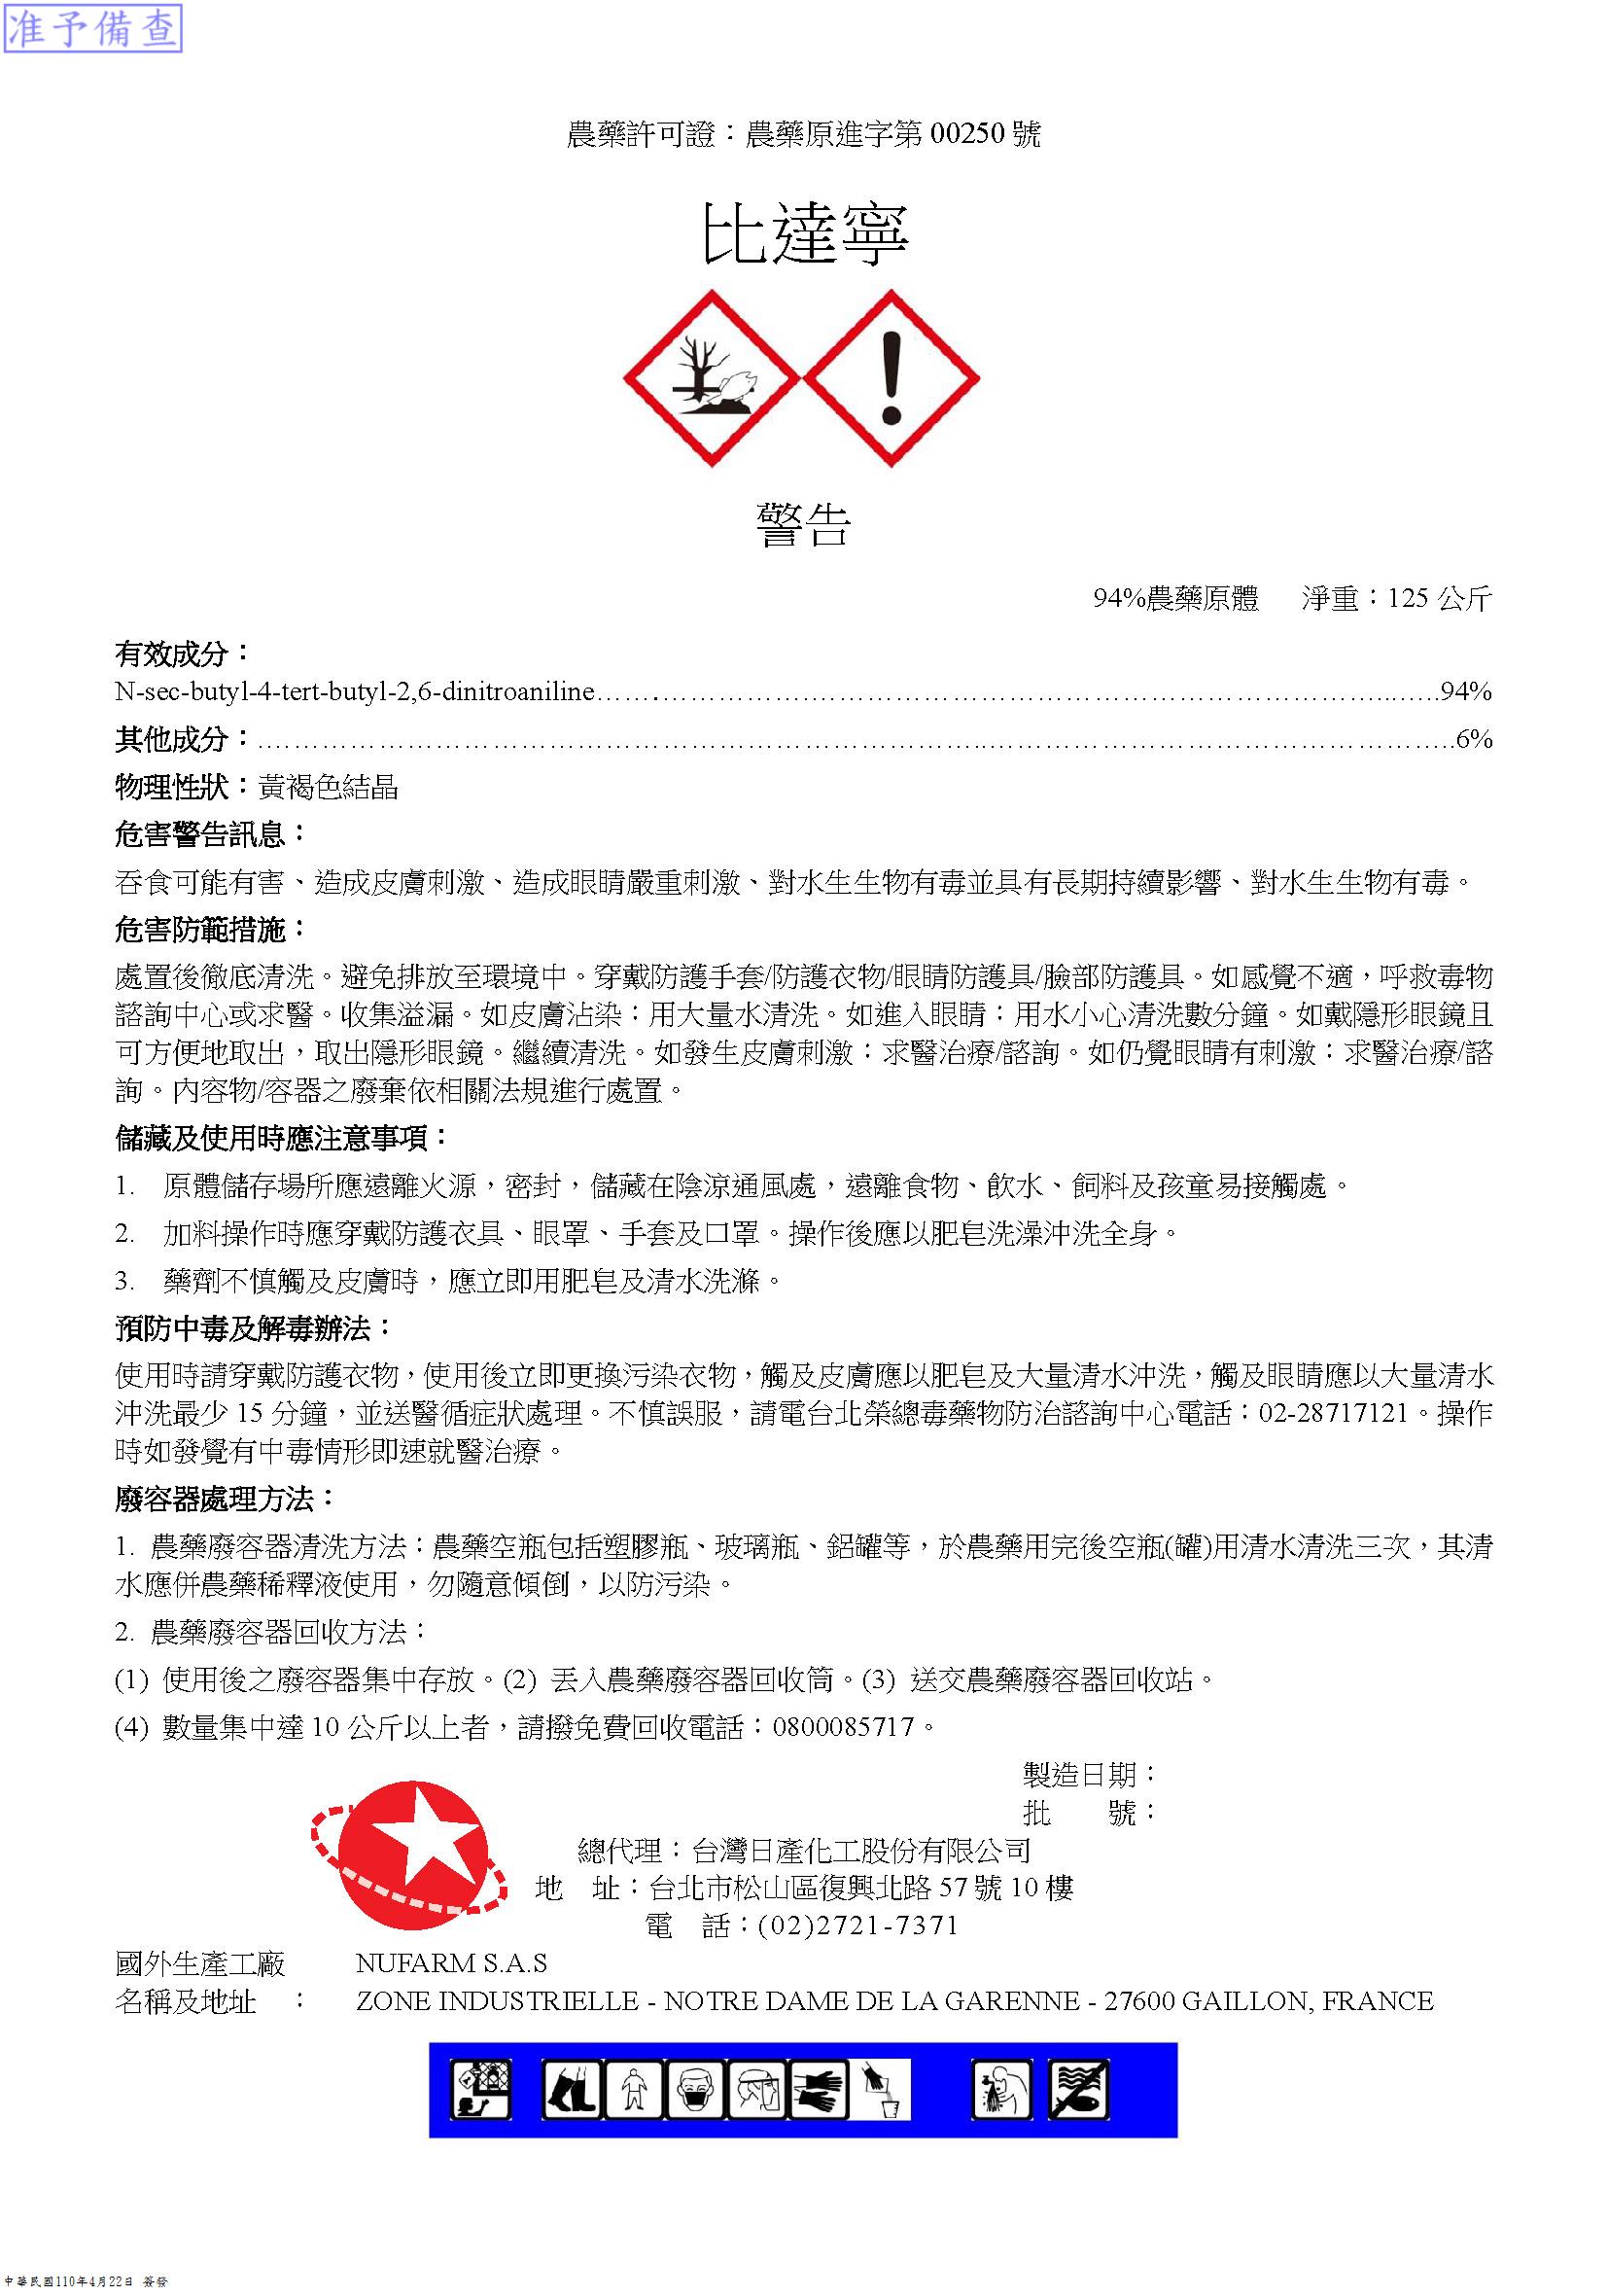 准予備查
農藥許可證：農藥原進字第 00250 號
比達寧
警告
94%農藥原體　淨重：125 公斤
有效成分：
N-sec-butyl-4-tert-butyl-2,6-dinitroaniline……………………………………………………………………………94%
其他成分：……………………………………………………………………………………………………………6%
物理性狀：黃褐色結晶
危害警告訊息：
吞食可能有害、造成皮膚刺激、造成眼睛嚴重刺激、對水生生物有毒並具有長期持續影響、對水生生物有毒。
危害防範措施：
處置後徹底清洗。避免排放至環境中。穿戴防護手套/防護衣物/眼睛防護具/臉部防護具。如感覺不適，呼救毒物
諮詢中心或求醫。收集溢漏。如皮膚沾染：用大量水清洗。如進入眼睛：用水小心清洗數分鐘。如戴隱形眼鏡且
可方便地取出，取出隱形眼鏡。繼續清洗。如發生皮膚刺激：求醫治療/諮詢。如仍覺眼睛有刺激：求醫治療/諮
詢。內容物/容器之廢棄依相關法規進行處置。
儲藏及使用時應注意事項：
1. 原體儲存場所應遠離火源，密封，儲藏在陰涼通風處，遠離食物、飲水、飼料及孩童易接觸處。
2. 加料操作時應穿戴防護衣具、眼罩、手套及口罩。操作後應以肥皂洗澡沖洗全身。
3. 藥劑不慎觸及皮膚時，應立即用肥皂及清水洗滌。
預防中毒及解毒辦法：
使用時請穿戴防護衣物，使用後立即更換污染衣物，觸及皮膚應以肥皂及大量清水沖洗，觸及眼睛應以大量清水
沖洗最少 15 分鐘，並送醫循症狀處理。不慎誤服，請電台北榮總毒藥物防治諮詢中心電話：02-28717121。操作
時如發覺有中毒情形即速就醫治療。
廢容器處理方法：
1. 農藥廢容器清洗方法：農藥空瓶包括塑膠瓶、玻璃瓶、鋁罐等，於農藥用完後空瓶(罐)用清水清洗三次，其清
水應併農藥稀釋液使用，勿隨意傾倒，以防污染。
2. 農藥廢容器回收方法：
(1) 使用後之廢容器集中存放。(2) 丟入農藥廢容器回收筒。(3) 送交農藥廢容器回收站。
(4) 數量集中達 10 公斤以上者，請撥免費回收電話：0800085717。
製造日期：
批　　號：
總代理：台灣日產化工股份有限公司
地　址：台北市松山區復興北路 57 號 10 樓
電　話：(02)2721-7371
國外生產工廠　NUFARM S.A.S
名稱及地址　：　ZONE INDUSTRIELLE - NOTRE DAME DE LA GARENNE - 27600 GAILLON, FRANCE
中華民國110年4月22日 簽發